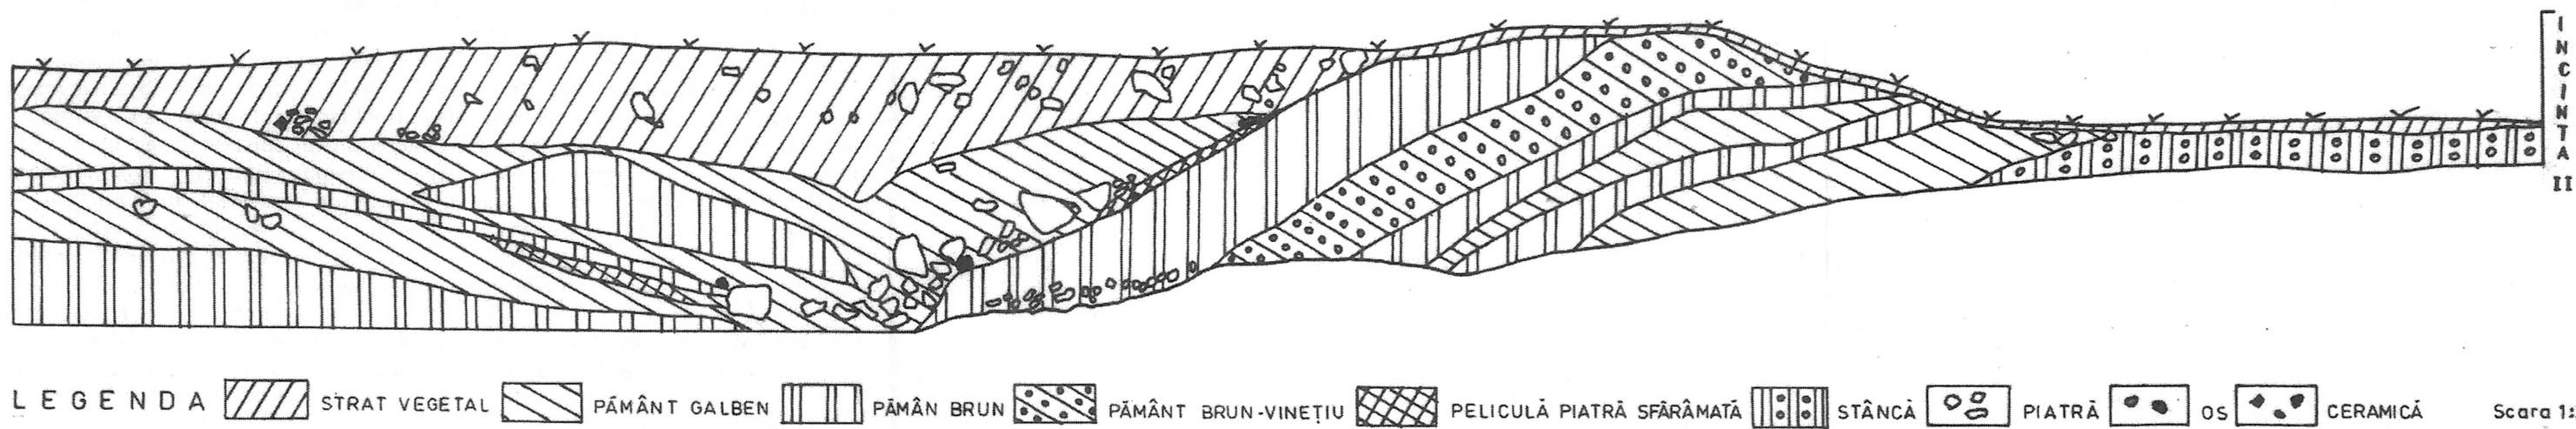 INCINTA II
LEGENDA STRAT VEGETAL PĂMÂNT GALBEN PĂMÂN BRUN PĂMÂNT BRUN-VINEȚIU PELICULĂ PIATRĂ SFĂRÂMATĂ STÂNCĂ PIATRĂ OS CERAMICĂ Scara 1: